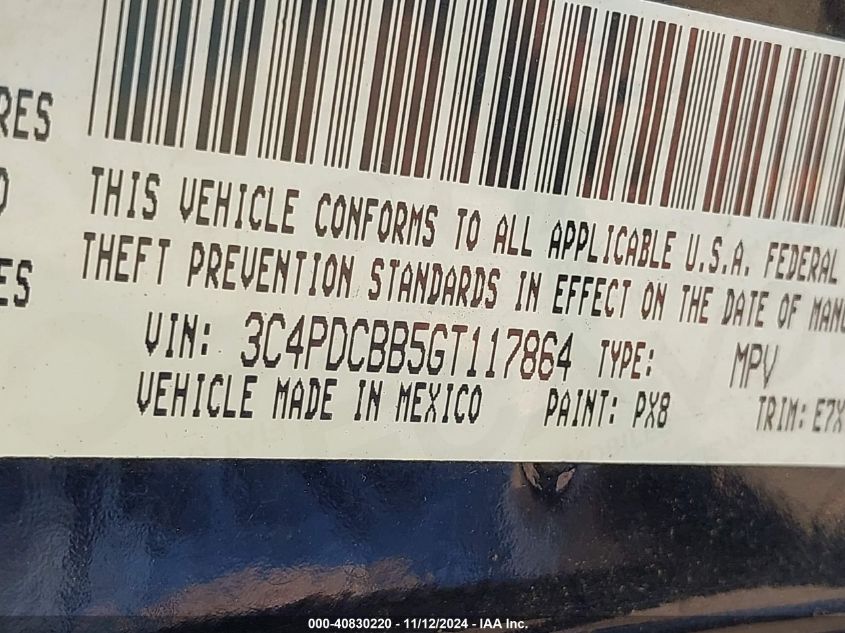 RES
THIS VEHICLE CONFORMS TO ALL APPLICABLE U.S.A. FEDERAL
ES
THEFT PREVENTION STANDARDS IN EFFECT ON THE DATE OF MANU
VIN: 3C4PDCBB5GT117864 TYPE: MPV
VEHICLE MADE IN MEXICO PAINT: PX8 TRIM: E7X
000-40830220 - 11/12/2024 - IAA Inc.